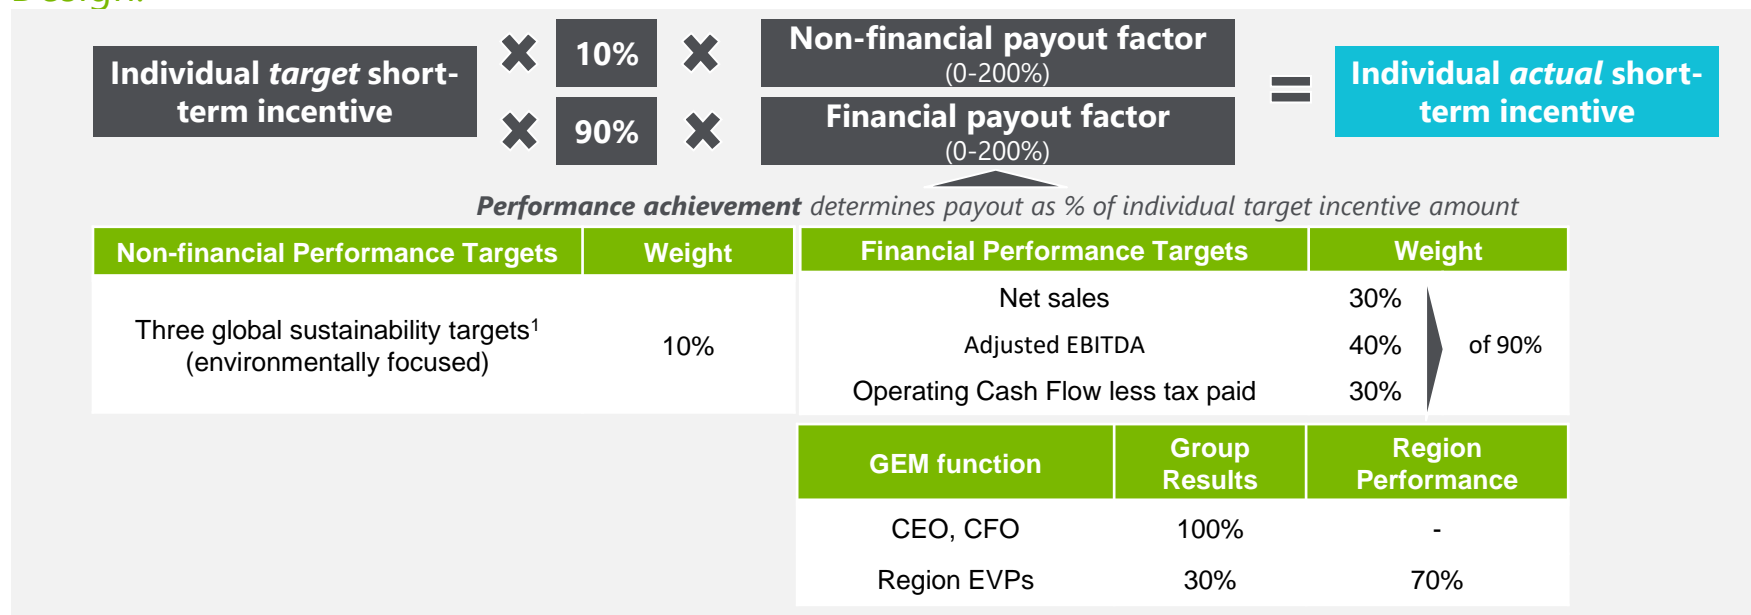 Design:
Individual target short-
term incentive
✖ 10% ✖
Non-financial payout factor
(0-200%)
✖ 90% ✖
Financial payout factor
(0-200%)
=
Individual actual short-
term incentive
Performance achievement determines payout as % of individual target incentive amount
Non-financial Performance Targets Weight
Three global sustainability targets1
(environmentally focused)
10%
Financial Performance Targets Weight
Net sales 30%
Adjusted EBITDA 40% of 90%
Operating Cash Flow less tax paid 30%
GEM function Group
Results Region
Performance
CEO, CFO 100% -
Region EVPs 30% 70%